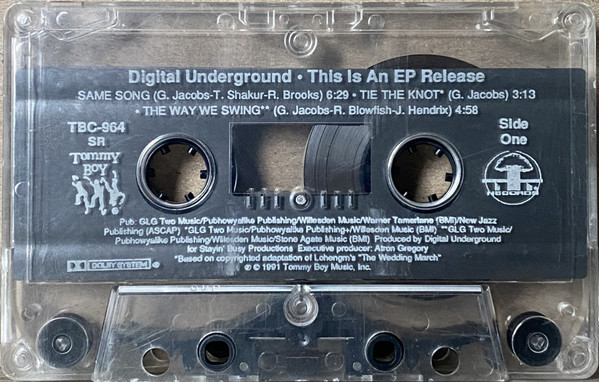 Digital Underground • This Is An EP Release
SAME SONG (G. Jacobs-T. Shakur-R. Brooks) 6:29 • TIE THE KNOT* (G. Jacobs) 3:13
• THE WAY WE SWING** (G. Jacobs-R. Blowfish-J. Hendrix) 4:58
TBC-964
SR
Side
One
Tommy
Boy
TNT
RECORDS
Pub: GLG Two Music/Pubhowyalike Publishing/Willesden Music/Warner Tamerlane (BMI)/New Jazz
Publishing (ASCAP) *GLG Two Music/Pubhowyalike Publishing+/Willesden Music (BMI) **GLG Two Music/
Pubhowyalike Publishing/Willesden Music/Stone Agate Music (BMI) Produced by Digital Underground
for Stayin' Busy Productions Executive producer: Atron Gregory
*Based on copyrighted adaptation of Lohengrin's "The Wedding March"
DOLBY SYSTEM
℗ © 1991 Tommy Boy Music, Inc.